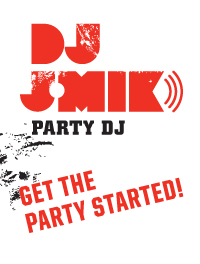 DJ
J-MIK
PARTY DJ
GET THE
PARTY STARTED!